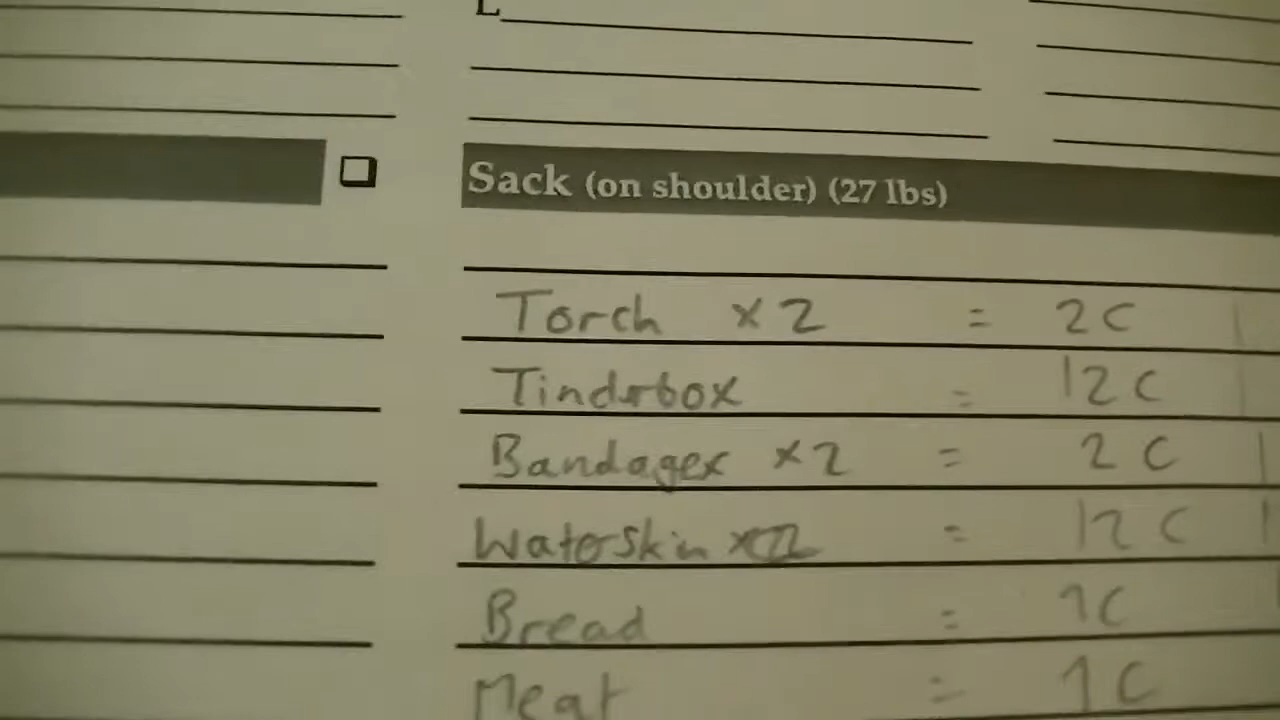 L
Sack (on shoulder) (27 lbs)
Torch x2 = 2C
Tinderbox = 12C
Bandages x2 = 2C
Waterskin = 12C
Bread = 1C
Meat = 1C